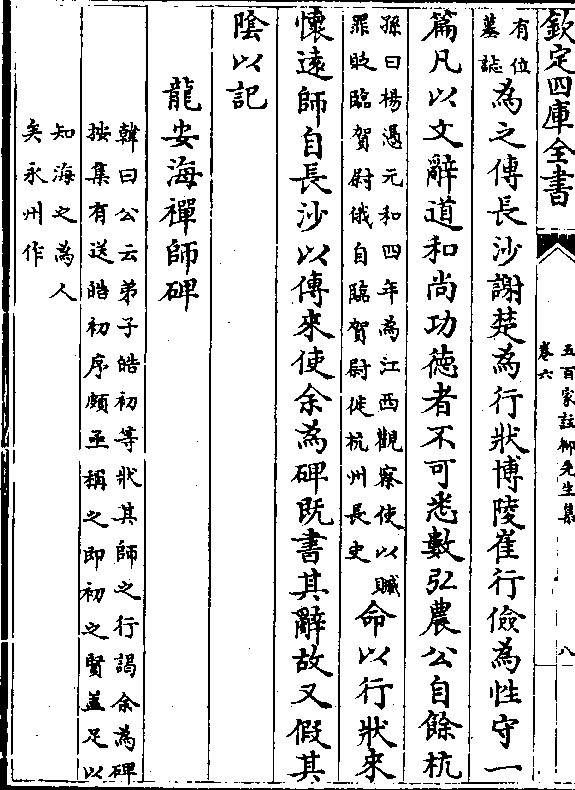 欽定四庫全書
五百家註柳先生集
卷六
八
有位
墓誌
為之傳長沙謝楚為行狀博陵崔行儉為性守一
篇凡以文辭道和尚功德者不可悉數弘農公自餘杭
孫曰楊憑元和四年為江西觀察使以贓
罪貶臨賀尉俄自臨賀尉徙杭州長史
命以行狀來
懷遠師自長沙以傳來使余為碑既書其辭故又假其
陰以記
龍安海禪師碑
韓曰公云弟子皓初等狀其師之行謁余為碑
按集有送皓初序頗亟稱之即初之賢盖足以
知海之為人
矣永州作